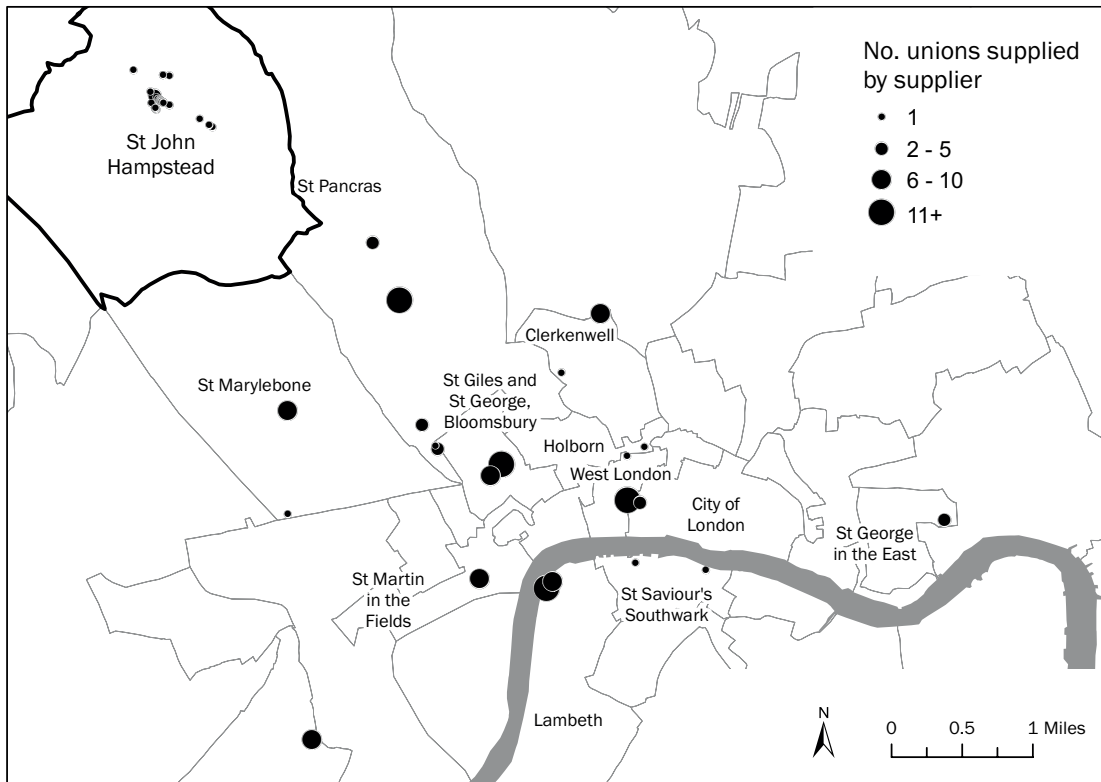 No. unions supplied
by supplier
1
2 - 5
6 - 10
11+
St John
Hampstead
St Pancras
Clerkenwell
St Marylebone
St Giles and
St George,
Bloomsbury
Holborn
West London
City of
London
St George
in the East
St Martin
in the
Fields
St Saviour's
Southwark
Lambeth
N
0 0.5 1 Miles